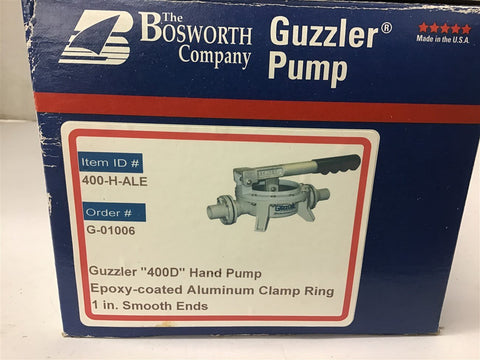 The
BOSWORTH
Company
Guzzler®
Pump
Made in the U.S.A.
Item ID #
400-H-ALE
Order #
G-01006
Guzzler "400D" Hand Pump
Epoxy-coated Aluminum Clamp Ring
1 in. Smooth Ends